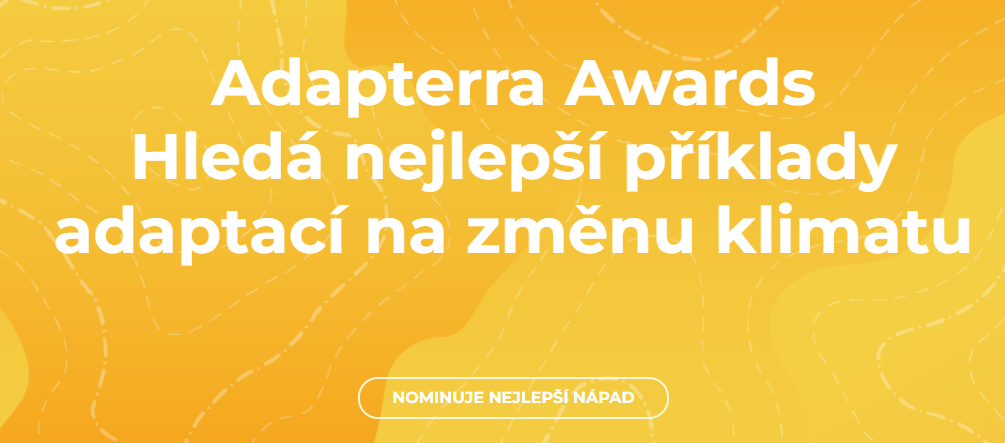 Adapterra Awards
Hledá nejlepší příklady
adaptací na změnu klimatu
NOMINUJE NEJLEPŠÍ NÁPAD